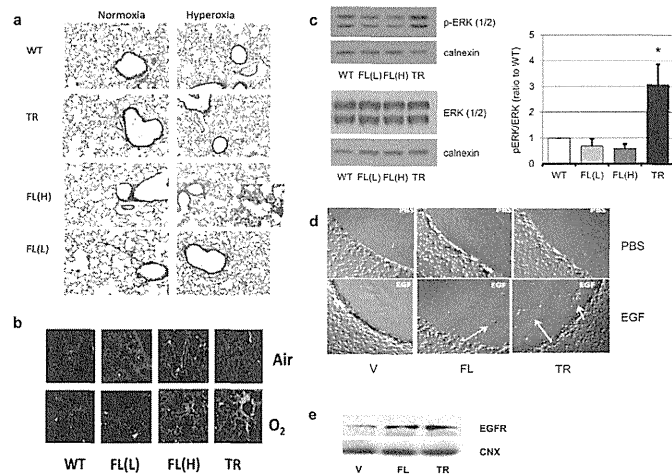 a
Normoxia Hyperoxia
WT
TR
FL(H)
FL(L)
b
Air
O₂
WT FL(L) FL(H) TR
c
p-ERK (1/2)
calnexin
WT FL(L) FL(H) TR
ERK (1/2)
calnexin
WT FL(L) FL(H) TR
pERK/ERK (ratio to WT)
5
4
3
2
1
0
*
WT FL(L) FL(H) TR
d
PBS PBS PBS
PBS
EGF EGF EGF
EGF
V FL TR
e
EGFR
CNX
V FL TR